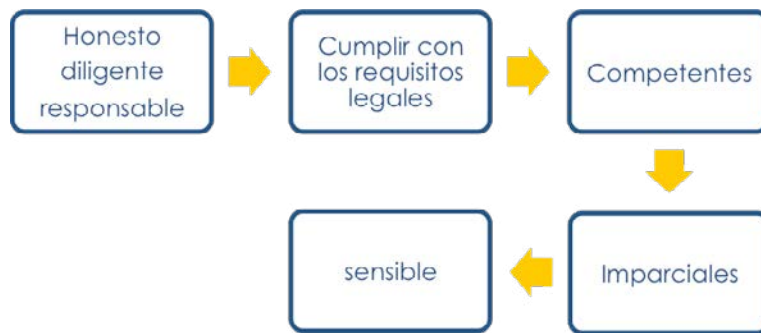 Honesto
diligente
responsable
Cumplir con
los requisitos
legales
Competentes
Imparciales
sensible